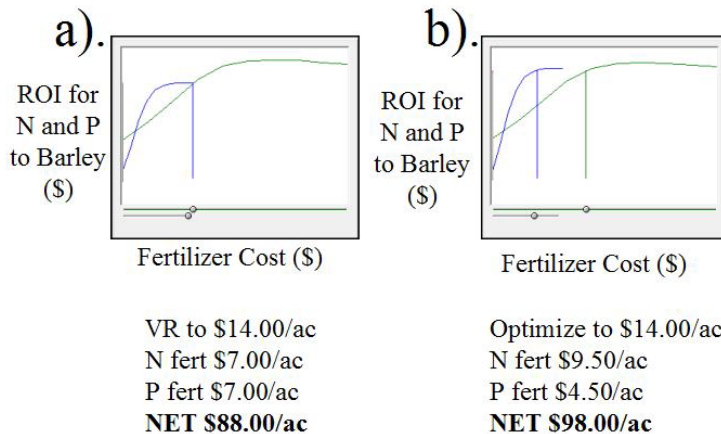 a).
ROI for
N and P
to Barley
($)
Fertilizer Cost ($)
VR to $14.00/ac
N fert $7.00/ac
P fert $7.00/ac
NET $88.00/ac
b).
ROI for
N and P
to Barley
($)
Fertilizer Cost ($)
Optimize to $14.00/ac
N fert $9.50/ac
P fert $4.50/ac
NET $98.00/ac